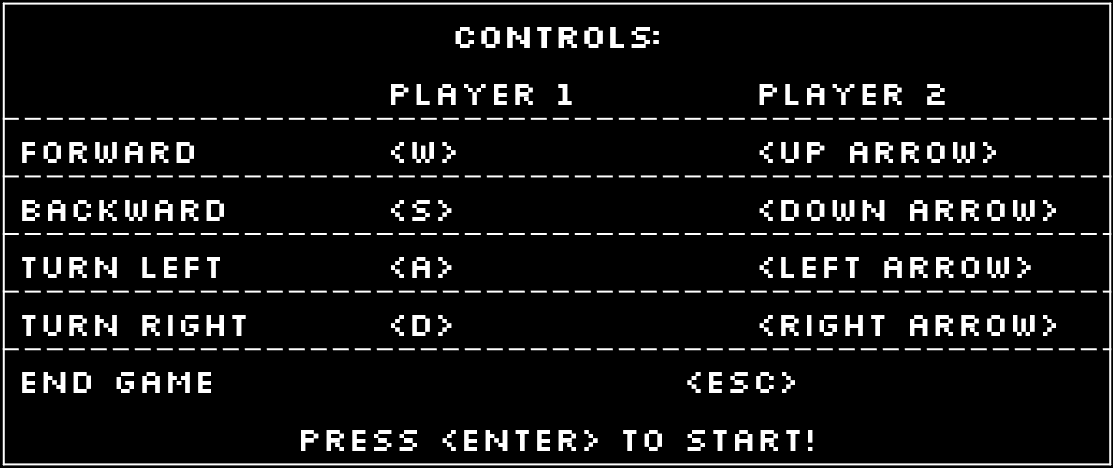 CONTROLS:
PLAYER 1 PLAYER 2
FORWARD <W> <UP ARROW>
BACKWARD <S> <DOWN ARROW>
TURN LEFT <A> <LEFT ARROW>
TURN RIGHT <D> <RIGHT ARROW>
END GAME <ESC>
PRESS <ENTER> TO START!